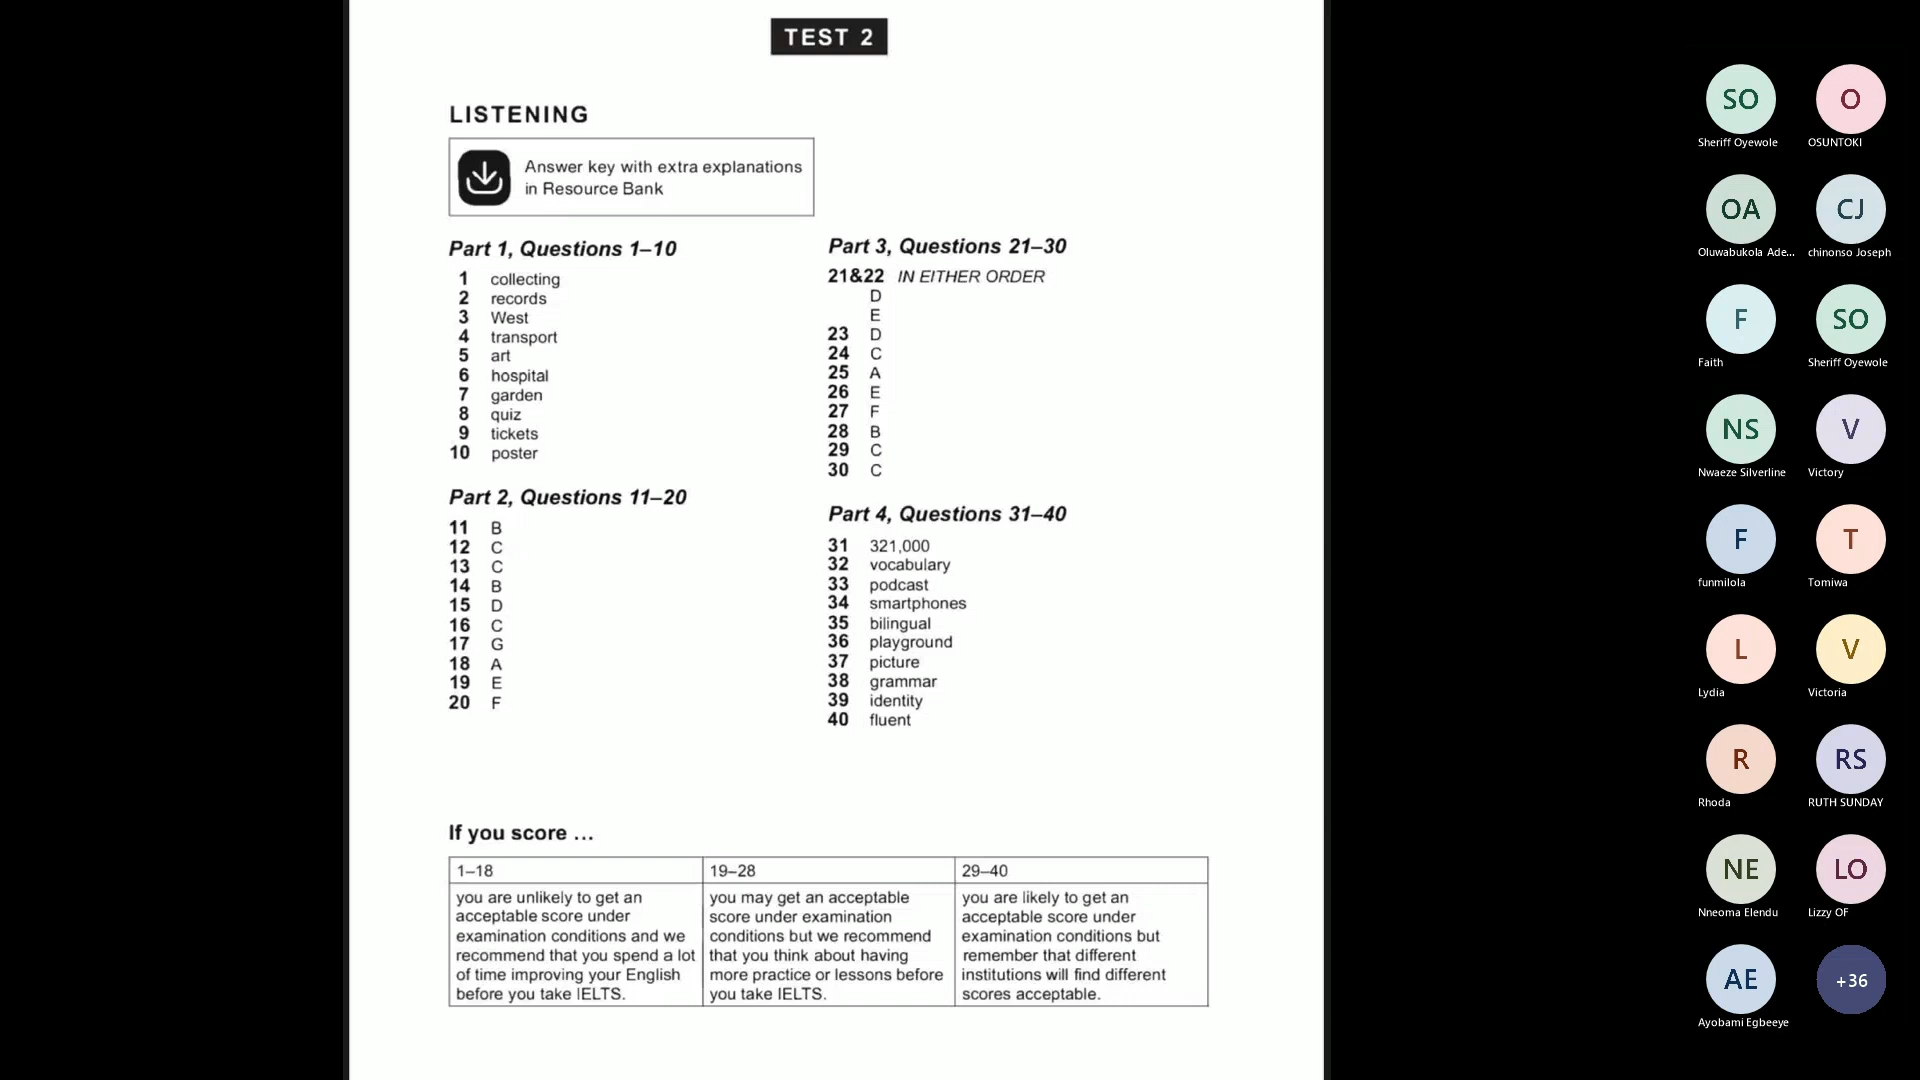 TEST 2
LISTENING
Answer key with extra explanations
in Resource Bank
Part 1, Questions 1–10
1 collecting
2 records
3 West
4 transport
5 art
6 hospital
7 garden
8 quiz
9 tickets
10 poster
Part 2, Questions 11–20
11 B
12 C
13 C
14 B
15 D
16 C
17 G
18 A
19 E
20 F
Part 3, Questions 21–30
21&22 IN EITHER ORDER
D
E
23 D
24 C
25 A
26 E
27 F
28 B
29 C
30 C
Part 4, Questions 31–40
31 321,000
32 vocabulary
33 podcast
34 smartphones
35 bilingual
36 playground
37 picture
38 grammar
39 identity
40 fluent
If you score …
1–18
you are unlikely to get an
acceptable score under
examination conditions and we
recommend that you spend a lot
of time improving your English
before you take IELTS.
19–28
you may get an acceptable
score under examination
conditions but we recommend
that you think about having
more practice or lessons before
you take IELTS.
29–40
you are likely to get an
acceptable score under
examination conditions but
remember that different
institutions will find different
scores acceptable.
SO
Sheriff Oyewole
O
OSUNTOKI
OA
Oluwabukola Ade...
CJ
chinonso Joseph
F
Faith
SO
Sheriff Oyewole
NS
Nwaeze Silverline
V
Victory
F
funmilola
T
Tomiwa
L
Lydia
V
Victoria
R
Rhoda
RS
RUTH SUNDAY
NE
Nneoma Elendu
LO
Lizzy OF
AE
Ayobami Egbeeye
+36